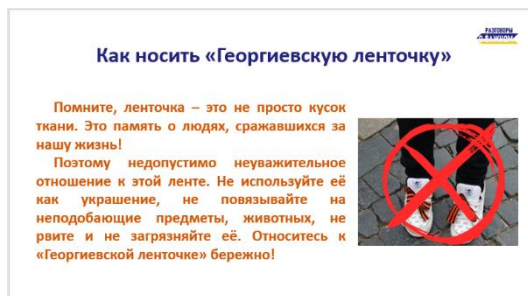 РАЗГОВОРЫ
Как носить «Георгиевскую ленточку»
Помните, ленточка – это не просто кусок
ткани. Это память о людях, сражавшихся за
нашу жизнь!
Поэтому недопустимо неуважительное
отношение к этой ленте. Не используйте её
как украшение, не повязывайте на
неподобающие предметы, животных, не
рвите и не загрязняйте её. Относитесь к
«Георгиевской ленточке» бережно!